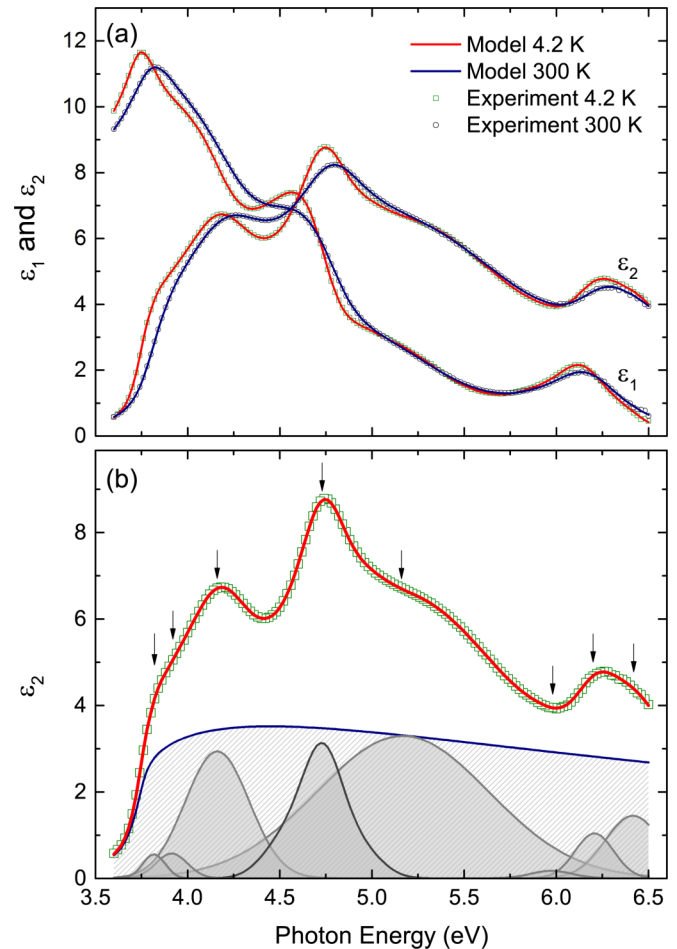 (a)
Model 4.2 K
Model 300 K
Experiment 4.2 K
Experiment 300 K
ε₁ and ε₂
12
10
8
6
4
2
0
ε₂
ε₁
(b)
ε₂
8
6
4
2
0
3.5 4.0 4.5 5.0 5.5 6.0 6.5
Photon Energy (eV)